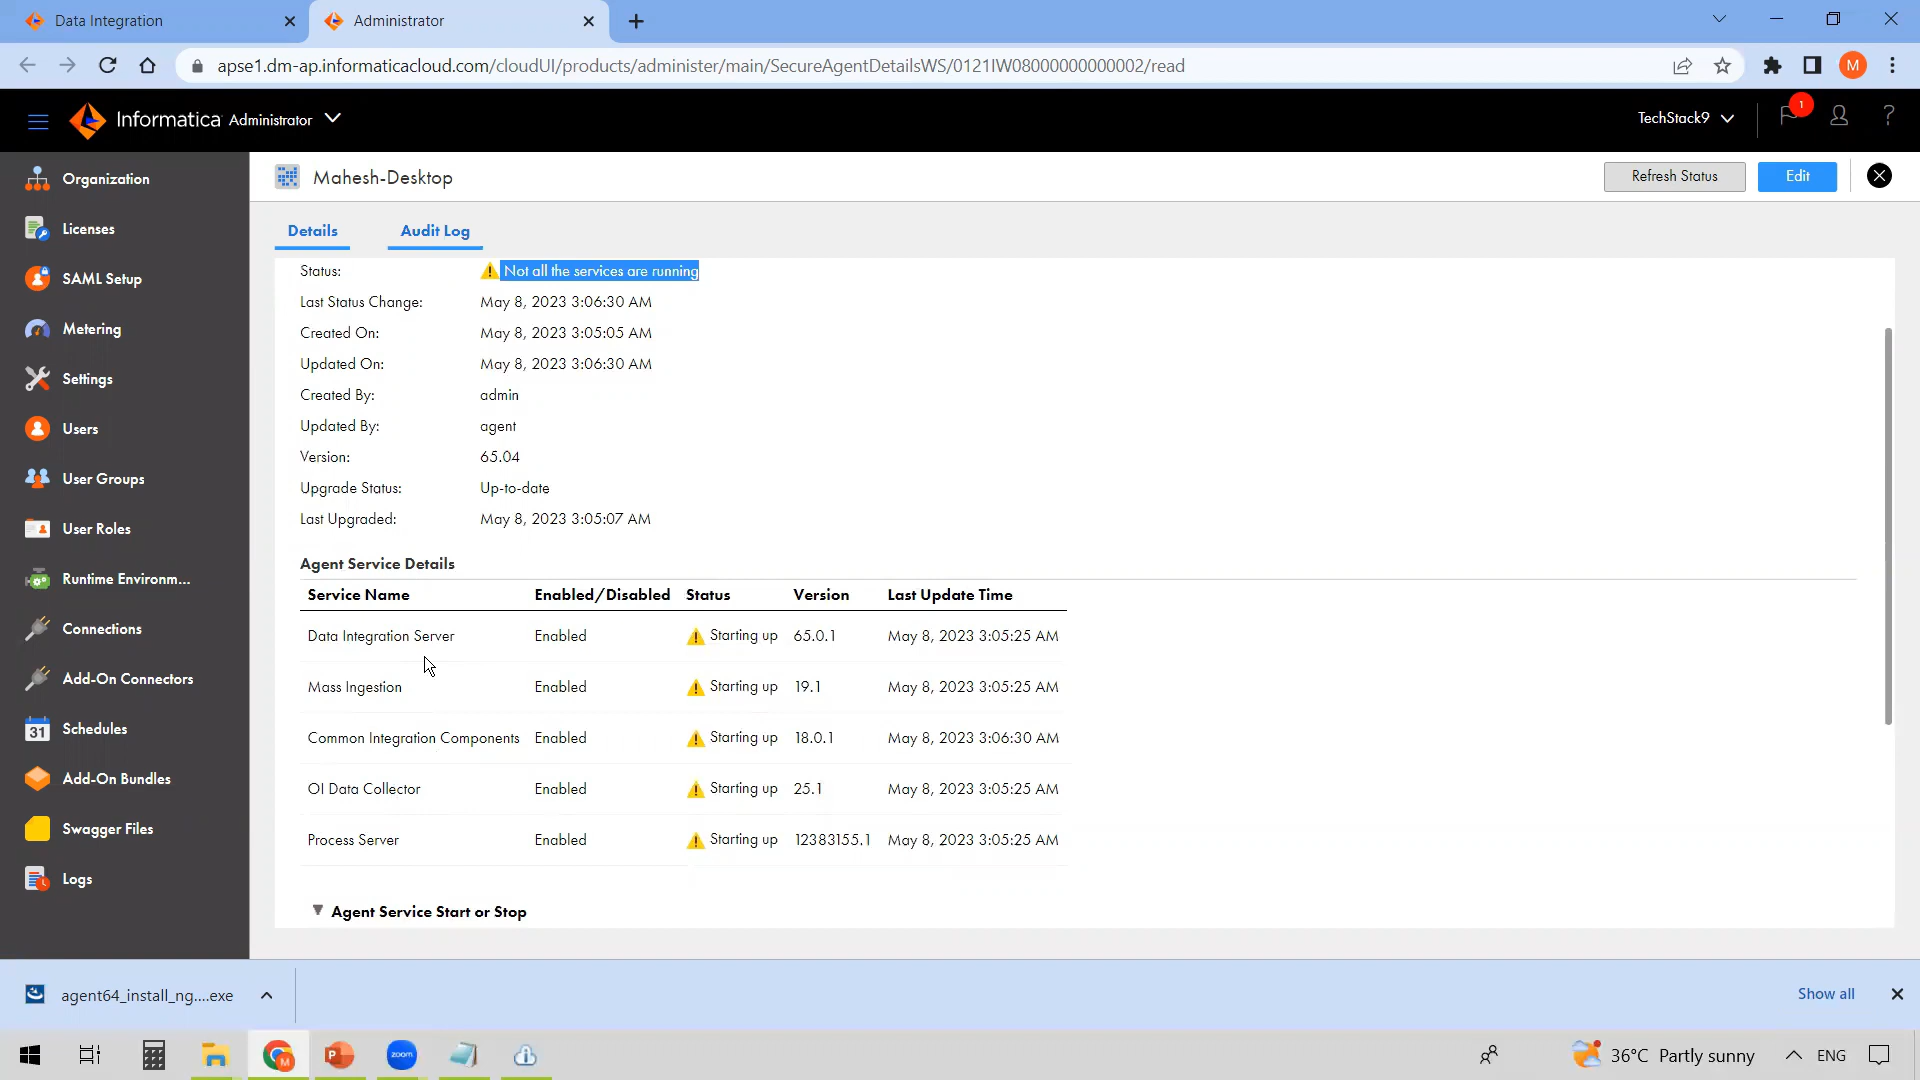 Data Integration
Administrator
apse1.dm-ap.informaticacloud.com/cloudUI/products/administer/main/SecureAgentDetailsWS/0121IW08000000000002/read
M
Informatica Administrator
TechStack9
1
?
Organization
Licenses
SAML Setup
Metering
Settings
Users
User Groups
User Roles
Runtime Environm...
Connections
Add-On Connectors
31
Schedules
Add-On Bundles
Swagger Files
Logs
Mahesh-Desktop
Refresh Status
Edit
Details
Audit Log
Status: Not all the services are running
Last Status Change: May 8, 2023 3:06:30 AM
Created On: May 8, 2023 3:05:05 AM
Updated On: May 8, 2023 3:06:30 AM
Created By: admin
Updated By: agent
Version: 65.04
Upgrade Status: Up-to-date
Last Upgraded: May 8, 2023 3:05:07 AM
Agent Service Details
Service Name Enabled/Disabled Status Version Last Update Time
Data Integration Server Enabled Starting up 65.0.1 May 8, 2023 3:05:25 AM
Mass Ingestion Enabled Starting up 19.1 May 8, 2023 3:05:25 AM
Common Integration Components Enabled Starting up 18.0.1 May 8, 2023 3:06:30 AM
OI Data Collector Enabled Starting up 25.1 May 8, 2023 3:05:25 AM
Process Server Enabled Starting up 12383155.1 May 8, 2023 3:05:25 AM
Agent Service Start or Stop
agent64_install_ng....exe
Show all
M
P
zoom
36°C Partly sunny
ENG